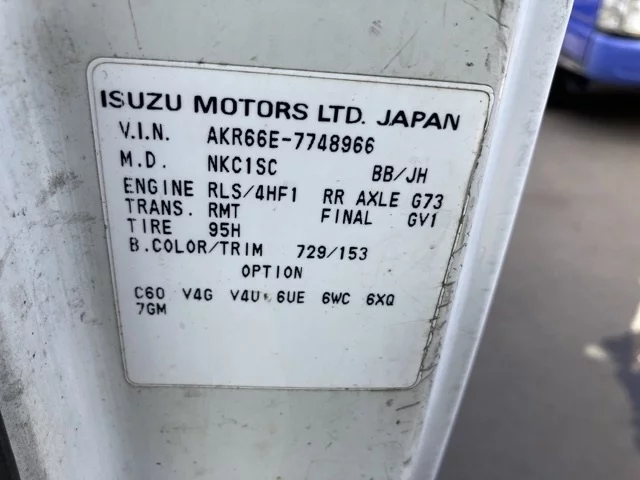 ISUZU MOTORS LTD. JAPAN
V.I.N. AKR66E-7748966
M.D. NKC1SC BB/JH
ENGINE RLS/4HF1 RR AXLE G73
TRANS. RMT FINAL GV1
TIRE 95H
B.COLOR/TRIM 729/153
OPTION
C60 V4G V4U 6UE 6WC 6XQ
7GM